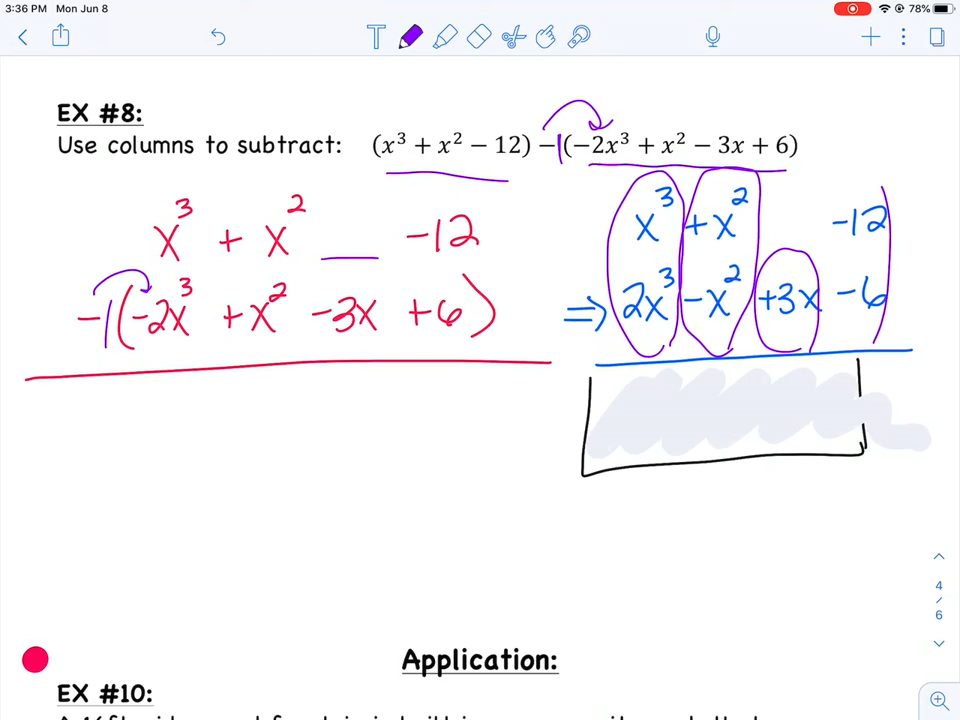 3:36 PM Mon Jun 8 78%
EX #8:
Use columns to subtract: (x³ + x² − 12) −1(−2x³ + x² − 3x + 6)
x³ + x² __ -12
-1(-2x³ +x² -3x +6)
x³ +x² -12
⇒ 2x³ -x² +3x -6
4
/
6
Application:
EX #10: